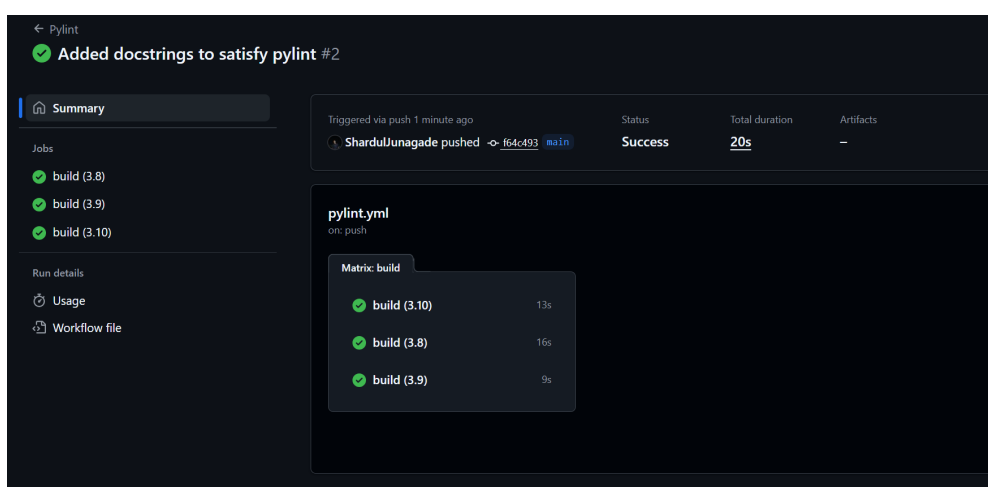 ← Pylint
Added docstrings to satisfy pylint #2
Summary
Jobs
build (3.8)
build (3.9)
build (3.10)
Run details
Usage
Workflow file
Triggered via push 1 minute ago
ShardulJunagade pushed f64c493 main
Status
Success
Total duration
20s
Artifacts
–
pylint.yml
on: push
Matrix: build
build (3.10) 13s
build (3.8) 16s
build (3.9) 9s